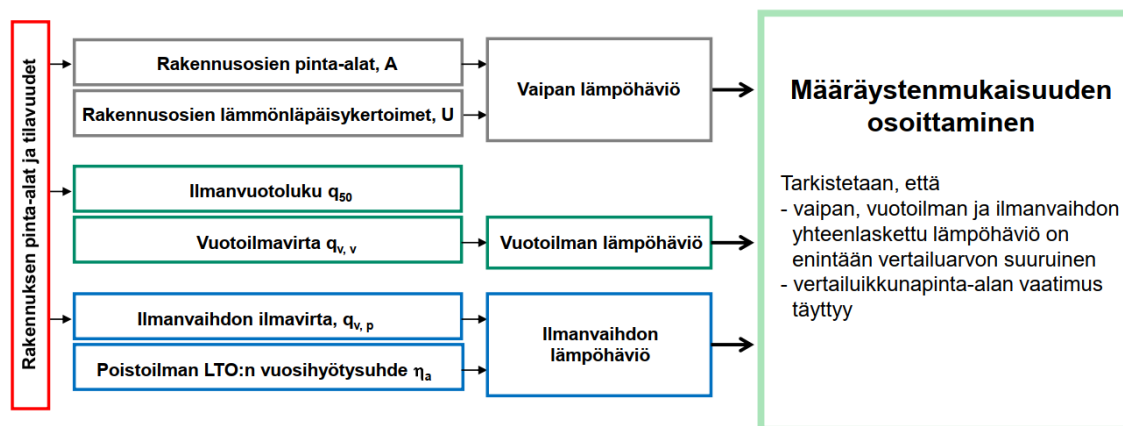 Rakennuksen pinta-alat ja tilavuudet
Rakennusosien pinta-alat, A
Rakennusosien lämmönläpäisykertoimet, U
Vaipan lämpöhäviö
Ilmanvuotoluku q50
Vuotoilmavirta qv, v
Vuotoilman lämpöhäviö
Ilmanvaihdon ilmavirta, qv, p
Poistoilman LTO:n vuosihyötysuhde ηa
Ilmanvaihdon
lämpöhäviö
Määräystenmukaisuuden
osoittaminen
Tarkistetaan, että
- vaipan, vuotoilman ja ilmanvaihdon
yhteenlaskettu lämpöhäviö on
enintään vertailuarvon suuruinen
- vertailuikkunapinta-alan vaatimus
täyttyy